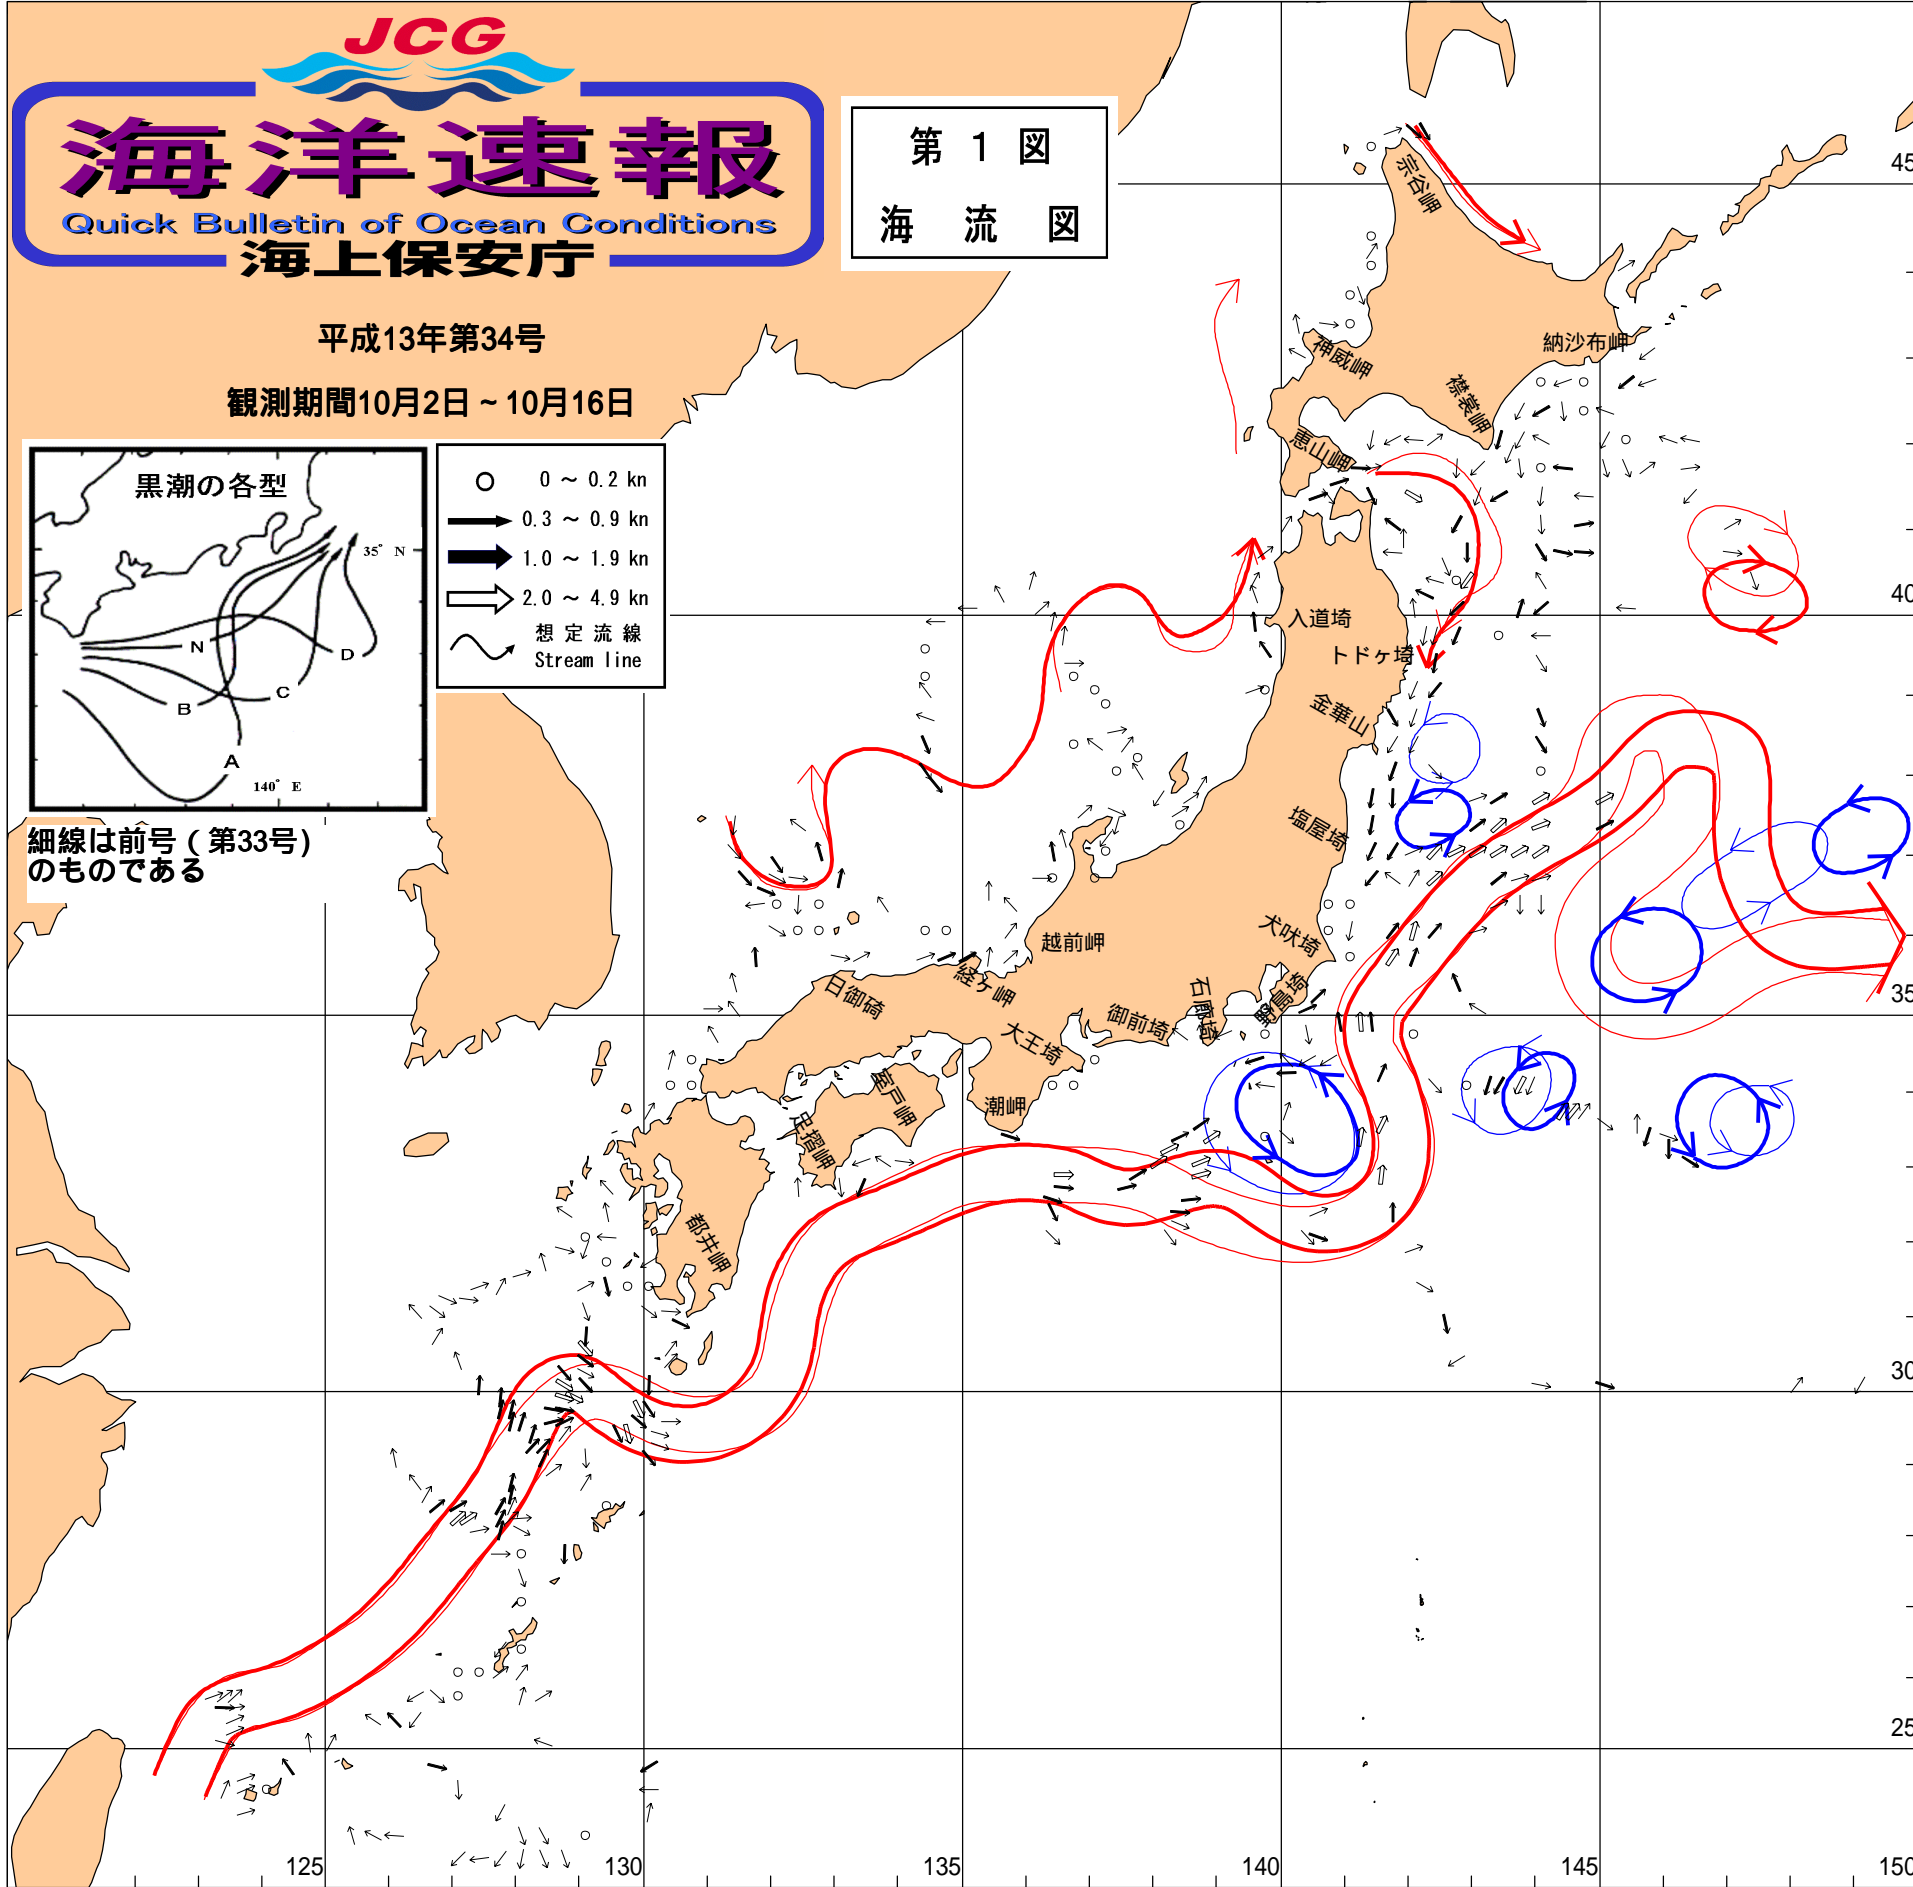 JCG
海洋速報
Quick Bulletin of Ocean Conditions
海上保安庁
第 1 図
海 流 図
平成13年第34号
観測期間10月2日~10月16日
黒潮の各型
35° N
N
D
B
C
A
140° E
0 ～ 0.2 kn
0.3 ～ 0.9 kn
1.0 ～ 1.9 kn
2.0 ～ 4.9 kn
想 定 流 線
Stream line
細線は前号(第33号)
のものである
宗谷岬
神威岬
納沙布岬
襟裳岬
恵山岬
入道埼
トドヶ埼
金華山
塩屋埼
犬吠埼
越前岬
経ヶ岬
日御碕
石廊埼
野島埼
御前埼
大王埼
室戸岬
潮岬
足摺岬
都井岬
45
40
35
30
25
125
130
135
140
145
150